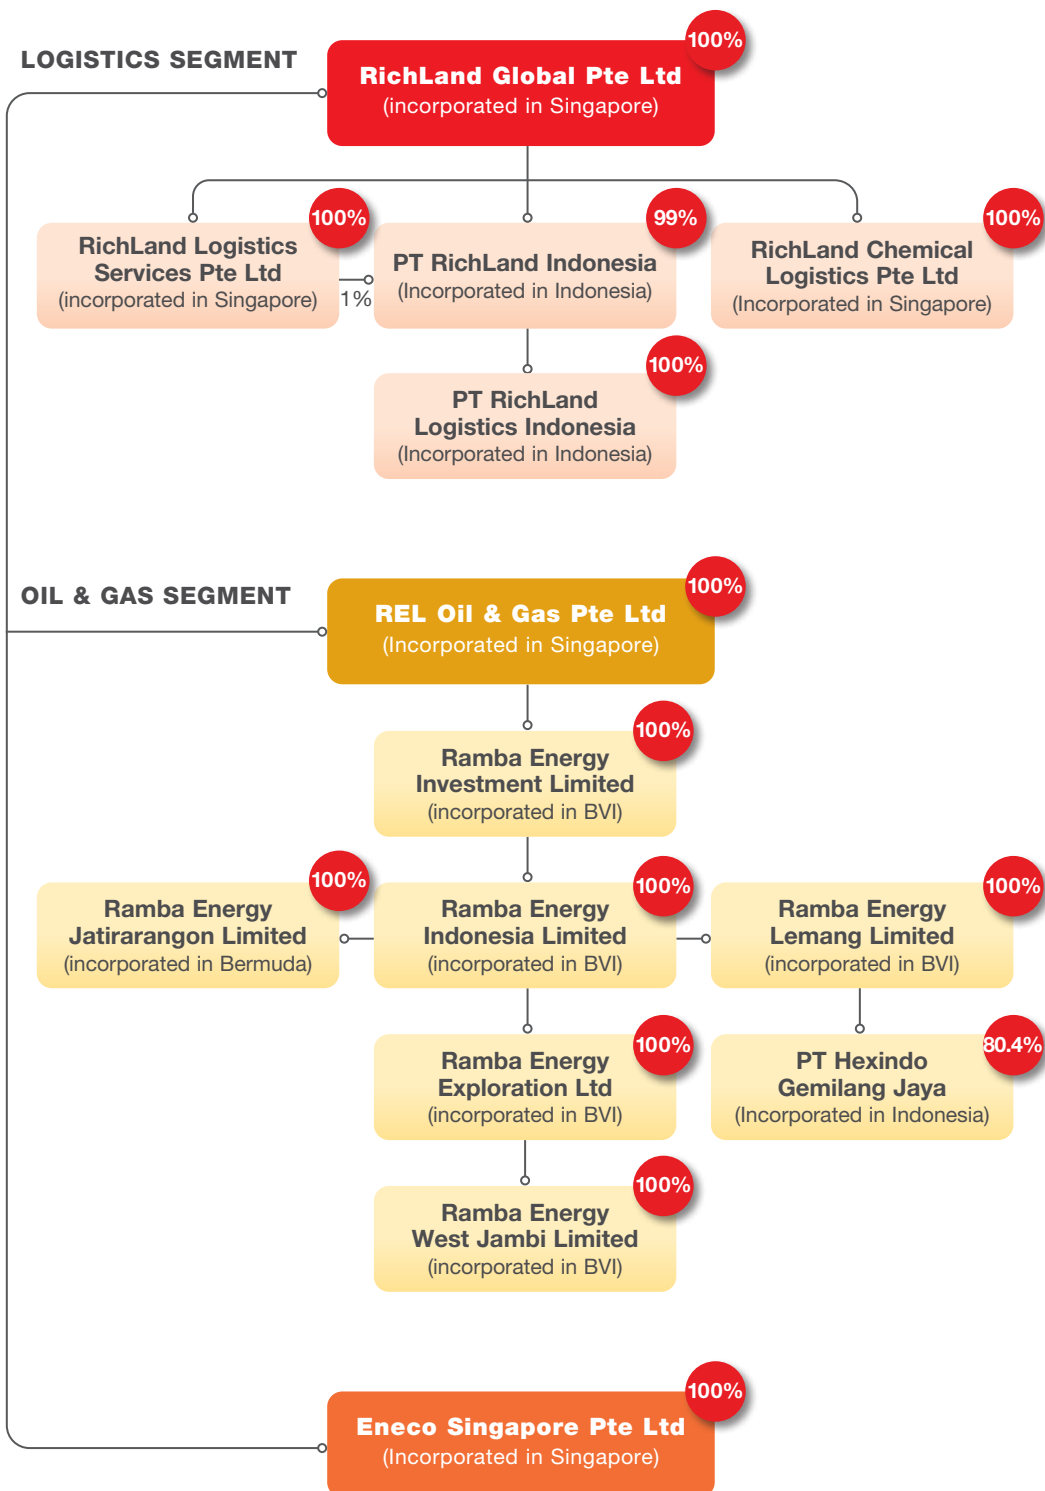 100%
LOGISTICS SEGMENT
RichLand Global Pte Ltd
(incorporated in Singapore)
100%
RichLand Logistics
Services Pte Ltd
(incorporated in Singapore)
1%
99%
PT RichLand Indonesia
(Incorporated in Indonesia)
100%
RichLand Chemical
Logistics Pte Ltd
(Incorporated in Singapore)
100%
PT RichLand
Logistics Indonesia
(Incorporated in Indonesia)
100%
OIL & GAS SEGMENT
REL Oil & Gas Pte Ltd
(Incorporated in Singapore)
100%
Ramba Energy
Investment Limited
(incorporated in BVI)
100%
Ramba Energy
Jatirarangon Limited
(incorporated in Bermuda)
100%
Ramba Energy
Indonesia Limited
(incorporated in BVI)
100%
Ramba Energy
Lemang Limited
(incorporated in BVI)
100%
Ramba Energy
Exploration Ltd
(incorporated in BVI)
80.4%
PT Hexindo
Gemilang Jaya
(Incorporated in Indonesia)
100%
Ramba Energy
West Jambi Limited
(incorporated in BVI)
100%
Eneco Singapore Pte Ltd
(Incorporated in Singapore)